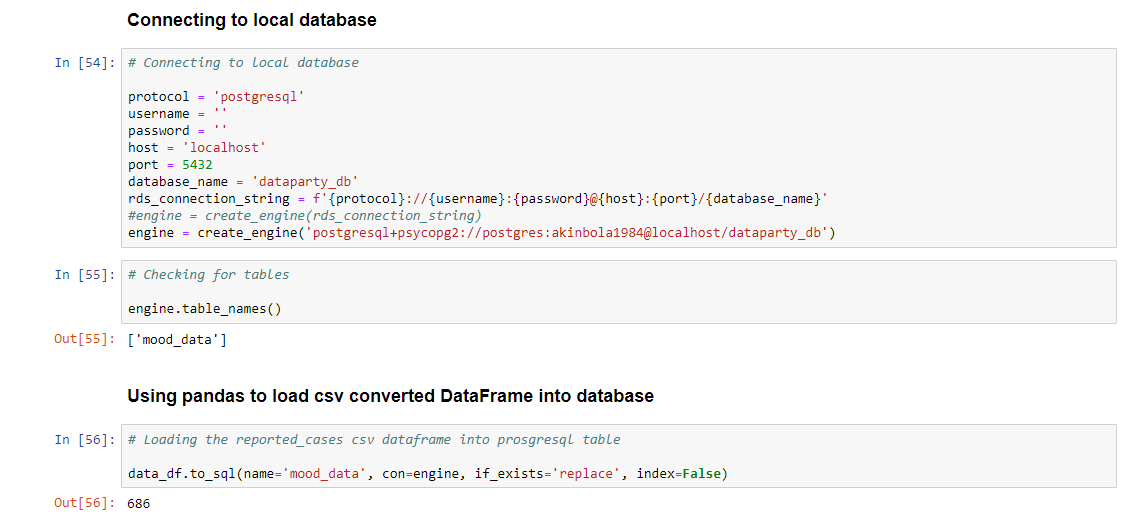 Connecting to local database
In [54]: # Connecting to local database
protocol = 'postgresql'
username = ''
password = ''
host = 'localhost'
port = 5432
database_name = 'dataparty_db'
rds_connection_string = f'{protocol}://{username}:{password}@{host}:{port}/{database_name}'
#engine = create_engine(rds_connection_string)
engine = create_engine('postgresql+psycopg2://postgres:akinbola1984@localhost/dataparty_db')
In [55]: # Checking for tables
engine.table_names()
Out[55]: ['mood_data']
Using pandas to load csv converted DataFrame into database
In [56]: # Loading the reported_cases csv dataframe into prosgresql table
data_df.to_sql(name='mood_data', con=engine, if_exists='replace', index=False)
Out[56]: 686